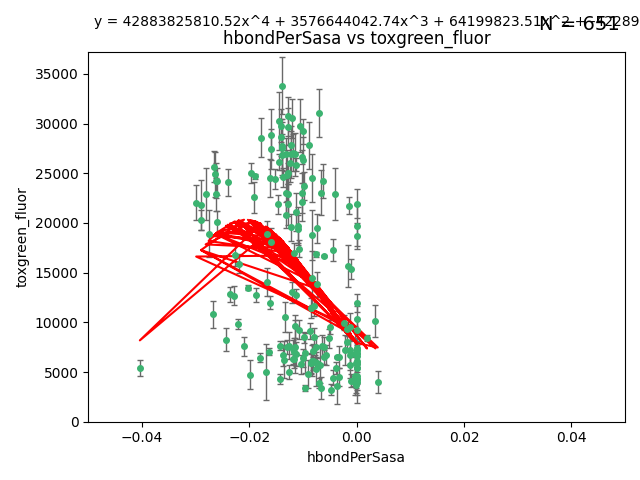 y = 42883825810.52x^4 + 3576644042.74x^3 + 64199823.51x^2 +
N = 651
hbondPerSasa vs toxgreen_fluor
35000
30000
25000
20000
15000
10000
5000
0
toxgreen_fluor
−0.04 −0.02 0.00 0.02 0.04
hbondPerSasa